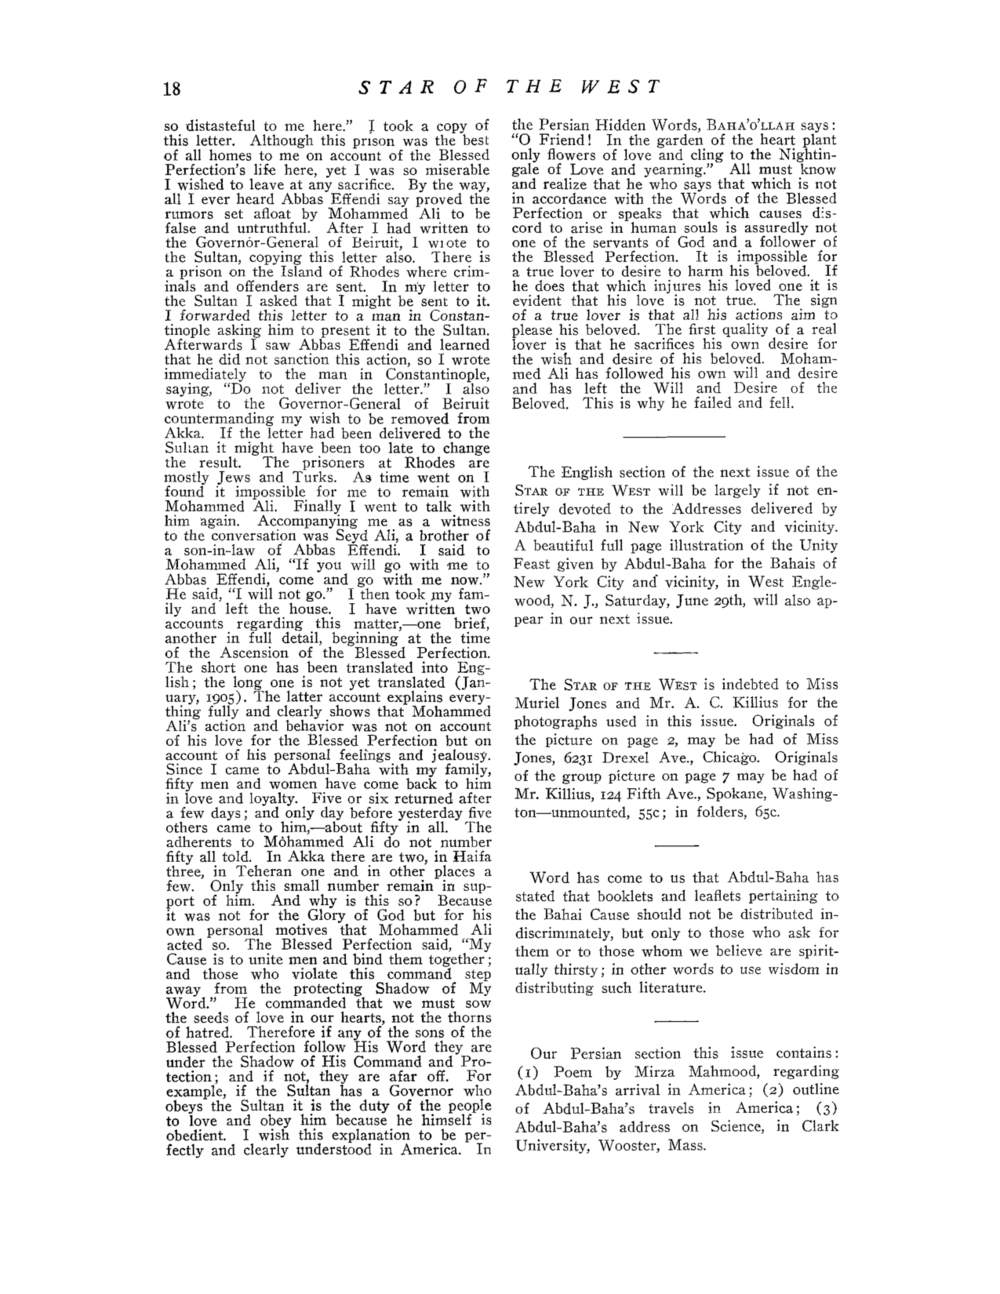 18
STAR OF THE WEST
so distasteful to me here." I took a copy of
this letter. Although this prison was the best
of all homes to me on account of the Blessed
Perfection's life here, yet I was so miserable
I wished to leave at any sacrifice. By the way,
all I ever heard Abbas Effendi say proved the
rumors set afloat by Mohammed Ali to be
false and untruthful. After I had written to
the Governor-General of Beiruit, I wrote to
the Sultan, copying this letter also. There is
a prison on the Island of Rhodes where crim-
inals and offenders are sent. In my letter to
the Sultan I asked that I might be sent to it.
I forwarded this letter to a man in Constan-
tinople asking him to present it to the Sultan.
Afterwards I saw Abbas Effendi and learned
that he did not sanction this action, so I wrote
immediately to the man in Constantinople,
saying, "Do not deliver the letter." I also
wrote to the Governor-General of Beiruit
countermanding my wish to be removed from
Akka. If the letter had been delivered to the
Sultan it might have been too late to change
the result. The prisoners at Rhodes are
mostly Jews and Turks. As time went on I
found it impossible for me to remain with
Mohammed Ali. Finally I went to talk with
him again. Accompanying me as a witness
to the conversation was Seyd Ali, a brother of
a son-in-law of Abbas Effendi. I said to
Mohammed Ali, "If you will go with me to
Abbas Effendi, come and go with me now."
He said, "I will not go." I then took my fam-
ily and left the house. I have written two
accounts regarding this matter,—one brief,
another in full detail, beginning at the time
of the Ascension of the Blessed Perfection.
The short one has been translated into Eng-
lish; the long one is not yet translated (Jan-
uary, 1905). The latter account explains every-
thing fully and clearly shows that Mohammed
Ali's action and behavior was not on account
of his love for the Blessed Perfection but on
account of his personal feelings and jealousy.
Since I came to Abdul-Baha with my family,
fifty men and women have come back to him
in love and loyalty. Five or six returned after
a few days; and only day before yesterday five
others came to him,—about fifty in all. The
adherents to Mohammed Ali do not number
fifty all told. In Akka there are two, in Haifa
three, in Teheran one and in other places a
few. Only this small number remain in sup-
port of him. And why is this so? Because
it was not for the Glory of God but for his
own personal motives that Mohammed Ali
acted so. The Blessed Perfection said, "My
Cause is to unite men and bind them together;
and those who violate this command step
away from the protecting Shadow of My
Word." He commanded that we must sow
the seeds of love in our hearts, not the thorns
of hatred. Therefore if any of the sons of the
Blessed Perfection follow His Word they are
under the Shadow of His Command and Pro-
tection; and if not, they are afar off. For
example, if the Sultan has a Governor who
obeys the Sultan it is the duty of the people
to love and obey him because he himself is
obedient. I wish this explanation to be per-
fectly and clearly understood in America. In
the Persian Hidden Words, BAHA'O'LLAH says:
"O Friend! In the garden of the heart plant
only flowers of love and cling to the Nightin-
gale of Love and yearning." All must know
and realize that he who says that which is not
in accordance with the Words of the Blessed
Perfection or speaks that which causes dis-
cord to arise in human souls is assuredly not
one of the servants of God and a follower of
the Blessed Perfection. It is impossible for
a true lover to desire to harm his beloved. If
he does that which injures his loved one it is
evident that his love is not true. The sign
of a true lover is that all his actions aim to
please his beloved. The first quality of a real
lover is that he sacrifices his own desire for
the wish and desire of his beloved. Moham-
med Ali has followed his own will and desire
and has left the Will and Desire of the
Beloved. This is why he failed and fell.
The English section of the next issue of the
STAR OF THE WEST will be largely if not en-
tirely devoted to the Addresses delivered by
Abdul-Baha in New York City and vicinity.
A beautiful full page illustration of the Unity
Feast given by Abdul-Baha for the Bahais of
New York City and vicinity, in West Engle-
wood, N. J., Saturday, June 29th, will also ap-
pear in our next issue.
The STAR OF THE WEST is indebted to Miss
Muriel Jones and Mr. A. C. Killius for the
photographs used in this issue. Originals of
the picture on page 2, may be had of Miss
Jones, 6231 Drexel Ave., Chicago. Originals
of the group picture on page 7 may be had of
Mr. Killius, 124 Fifth Ave., Spokane, Washing-
ton—unmounted, 55c; in folders, 65c.
Word has come to us that Abdul-Baha has
stated that booklets and leaflets pertaining to
the Bahai Cause should not be distributed in-
discriminately, but only to those who ask for
them or to those whom we believe are spirit-
ually thirsty; in other words to use wisdom in
distributing such literature.
Our Persian section this issue contains:
(1) Poem by Mirza Mahmood, regarding
Abdul-Baha's arrival in America; (2) outline
of Abdul-Baha's travels in America; (3)
Abdul-Baha's address on Science, in Clark
University, Wooster, Mass.